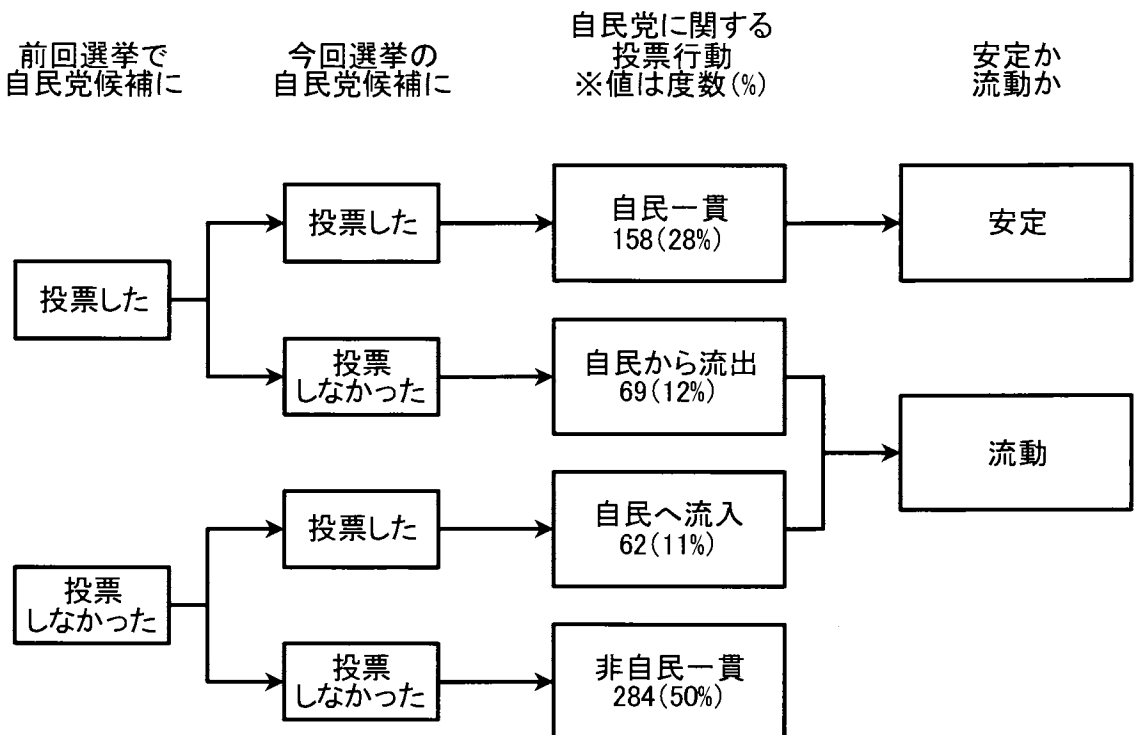 前回選挙で
自民党候補に
今回選挙の
自民党候補に
自民党に関する
投票行動
※値は度数(%)
安定か
流動か
投票した
投票した
自民一貫
158(28%)
安定
投票
しなかった
自民から流出
69(12%)
流動
投票
しなかった
投票した
自民へ流入
62(11%)
投票
しなかった
非自民一貫
284(50%)